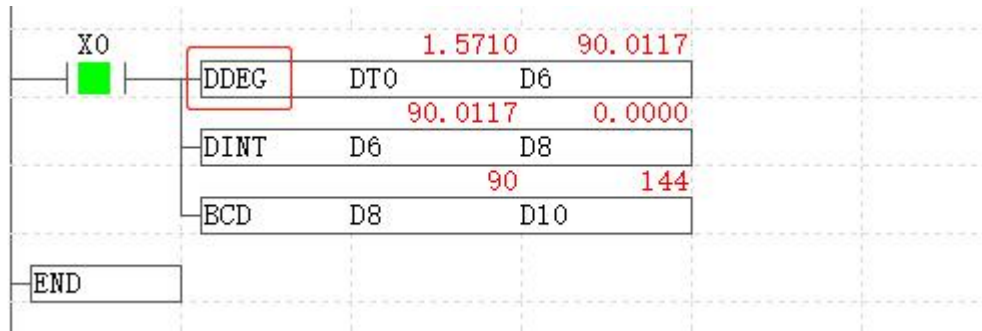 X0
1.5710 90.0117
DDEG DT0 D6
90.0117 0.0000
DINT D6 D8
90 144
BCD D8 D10
END